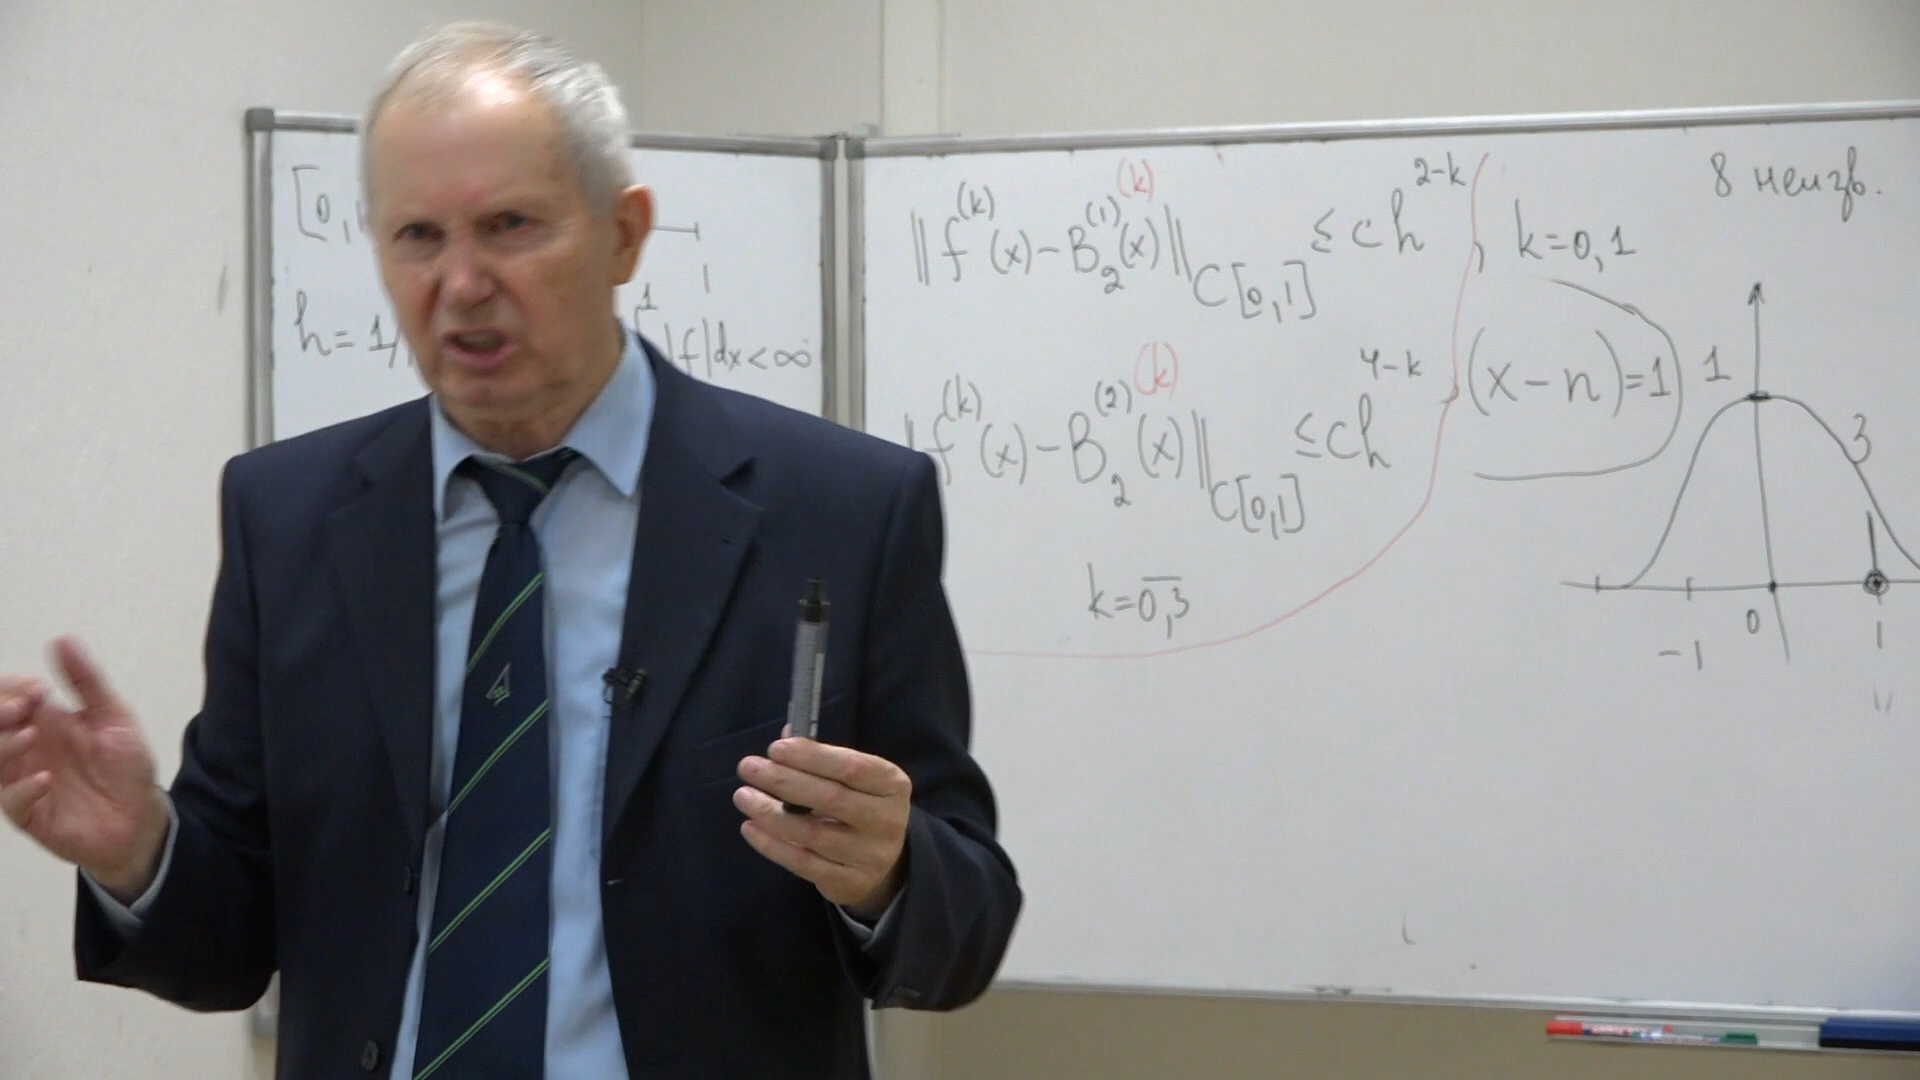 [0,
h=1/
1
1
|f|dx<∞
‖f^(k)(x)-B_2^(1)(k)(x)‖_C[0,1] ≤ch^2-k, k=0,1
8 неизв.
‖f^(k)(x)-B_2^(2)(k)(x)‖_C[0,1] ≤ch^4-k
(x-n)=1
1
3
k=0,3
-1 0 1